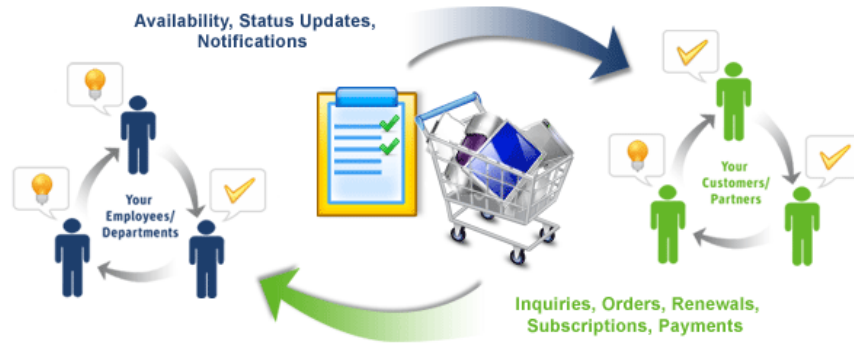 Availability, Status Updates,
Notifications
Your
Employees/
Departments
Your
Customers/
Partners
Inquiries, Orders, Renewals,
Subscriptions, Payments